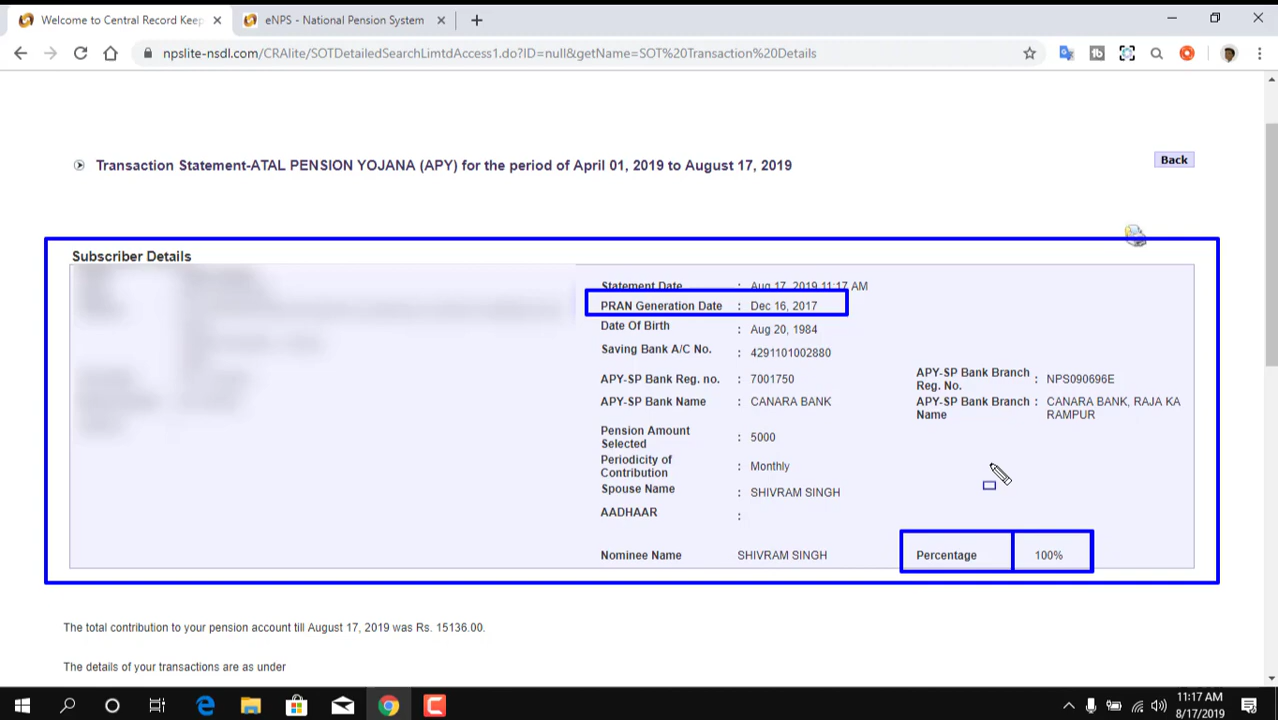 Welcome to Central Record Keep
eNPS - National Pension System
npslite-nsdl.com/CRAlite/SOTDetailedSearchLimtdAccess1.do?ID=null&getName=SOT%20Transaction%20Details
Transaction Statement-ATAL PENSION YOJANA (APY) for the period of April 01, 2019 to August 17, 2019
Back
Subscriber Details
Statement Date : Aug 17, 2019 11:17 AM
PRAN Generation Date : Dec 16, 2017
Date Of Birth : Aug 20, 1984
Saving Bank A/C No. : 4291101002880
APY-SP Bank Reg. no. : 7001750
APY-SP Bank Branch
Reg. No. : NPS090696E
APY-SP Bank Name : CANARA BANK
APY-SP Bank Branch : CANARA BANK, RAJA KA
Name RAMPUR
Pension Amount
Selected : 5000
Periodicity of
Contribution : Monthly
Spouse Name : SHIVRAM SINGH
AADHAAR :
Nominee Name SHIVRAM SINGH Percentage 100%
The total contribution to your pension account till August 17, 2019 was Rs. 15136.00.
The details of your transactions are as under
11:17 AM
8/17/2019